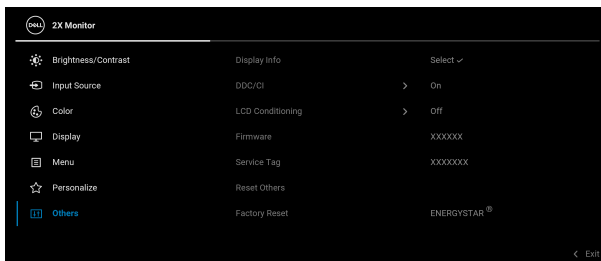 DELL 2X Monitor
Brightness/Contrast Display Info Select
Input Source DDC/CI > On
Color LCD Conditioning > Off
Display Firmware XXXXXX
Menu Service Tag XXXXXXX
Personalize Reset Others
Others Factory Reset ENERGYSTAR ®
< Exit